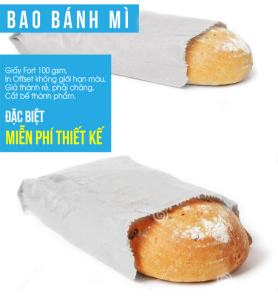 BAO BÁNH MÌ
Giấy Fort 100 gsm,
In Offset không giới hạn màu,
Giá thành rẻ, phải chăng,
Cắt bế thành phẩm.
ĐẶC BIỆT
MIỄN PHÍ THIẾT KẾ